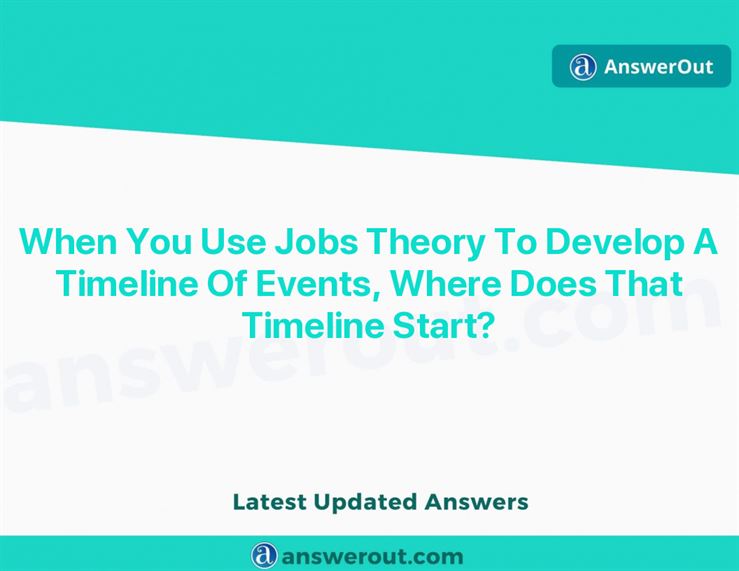 AnswerOut
When You Use Jobs Theory To Develop A
Timeline Of Events, Where Does That
Timeline Start?
answerout.com
Latest Updated Answers
answerout.com